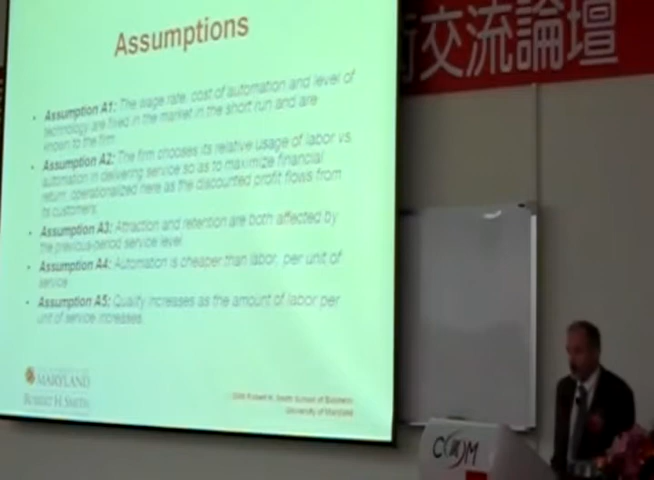 交流論壇
Assumptions
• Assumption A1: The wage rate, cost of automation and level of
technology are fixed in the market in the short run and are
known to the firm
• Assumption A2: The firm chooses its relative usage of labor vs.
automation in delivering service so as to maximize financial
return, operationalized here as the discounted profit flows from
its customers.
• Assumption A3: Attraction and retention are both affected by
the previous-period service level.
• Assumption A4: Automation is cheaper than labor, per unit of
service
• Assumption A5: Quality increases as the amount of labor per
unit of service increases.
MARYLAND
ROBERT H. SMITH
Robert H. Smith School of Business
University of Maryland